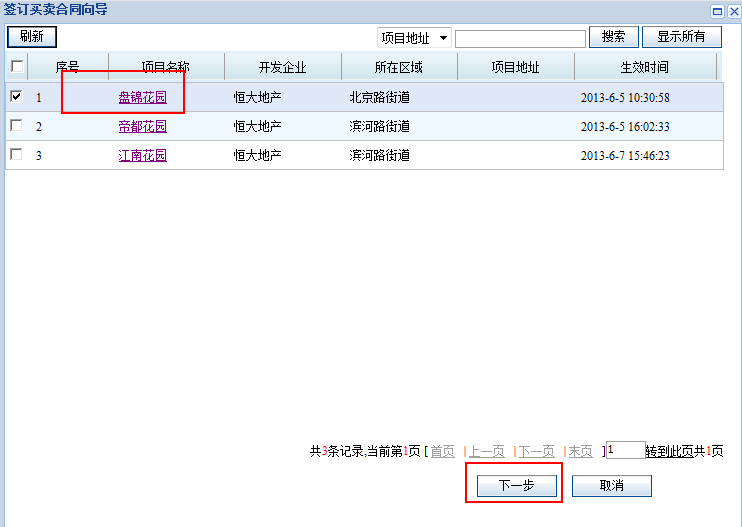 签订买卖合同向导
刷新 项目地址 搜索 显示所有
序号 项目名称 开发企业 所在区域 项目地址 生效时间
1 盘锦花园 恒大地产 北京路街道 2013-6-5 10:30:58
2 帝都花园 恒大地产 滨河路街道 2013-6-5 16:02:33
3 江南花园 恒大地产 滨河路街道 2013-6-7 15:46:23
共3条记录,当前第1页 [ 首页 | 上一页 | 下一页 | 末页 ] 1 转到此页共1页
下一步 取消